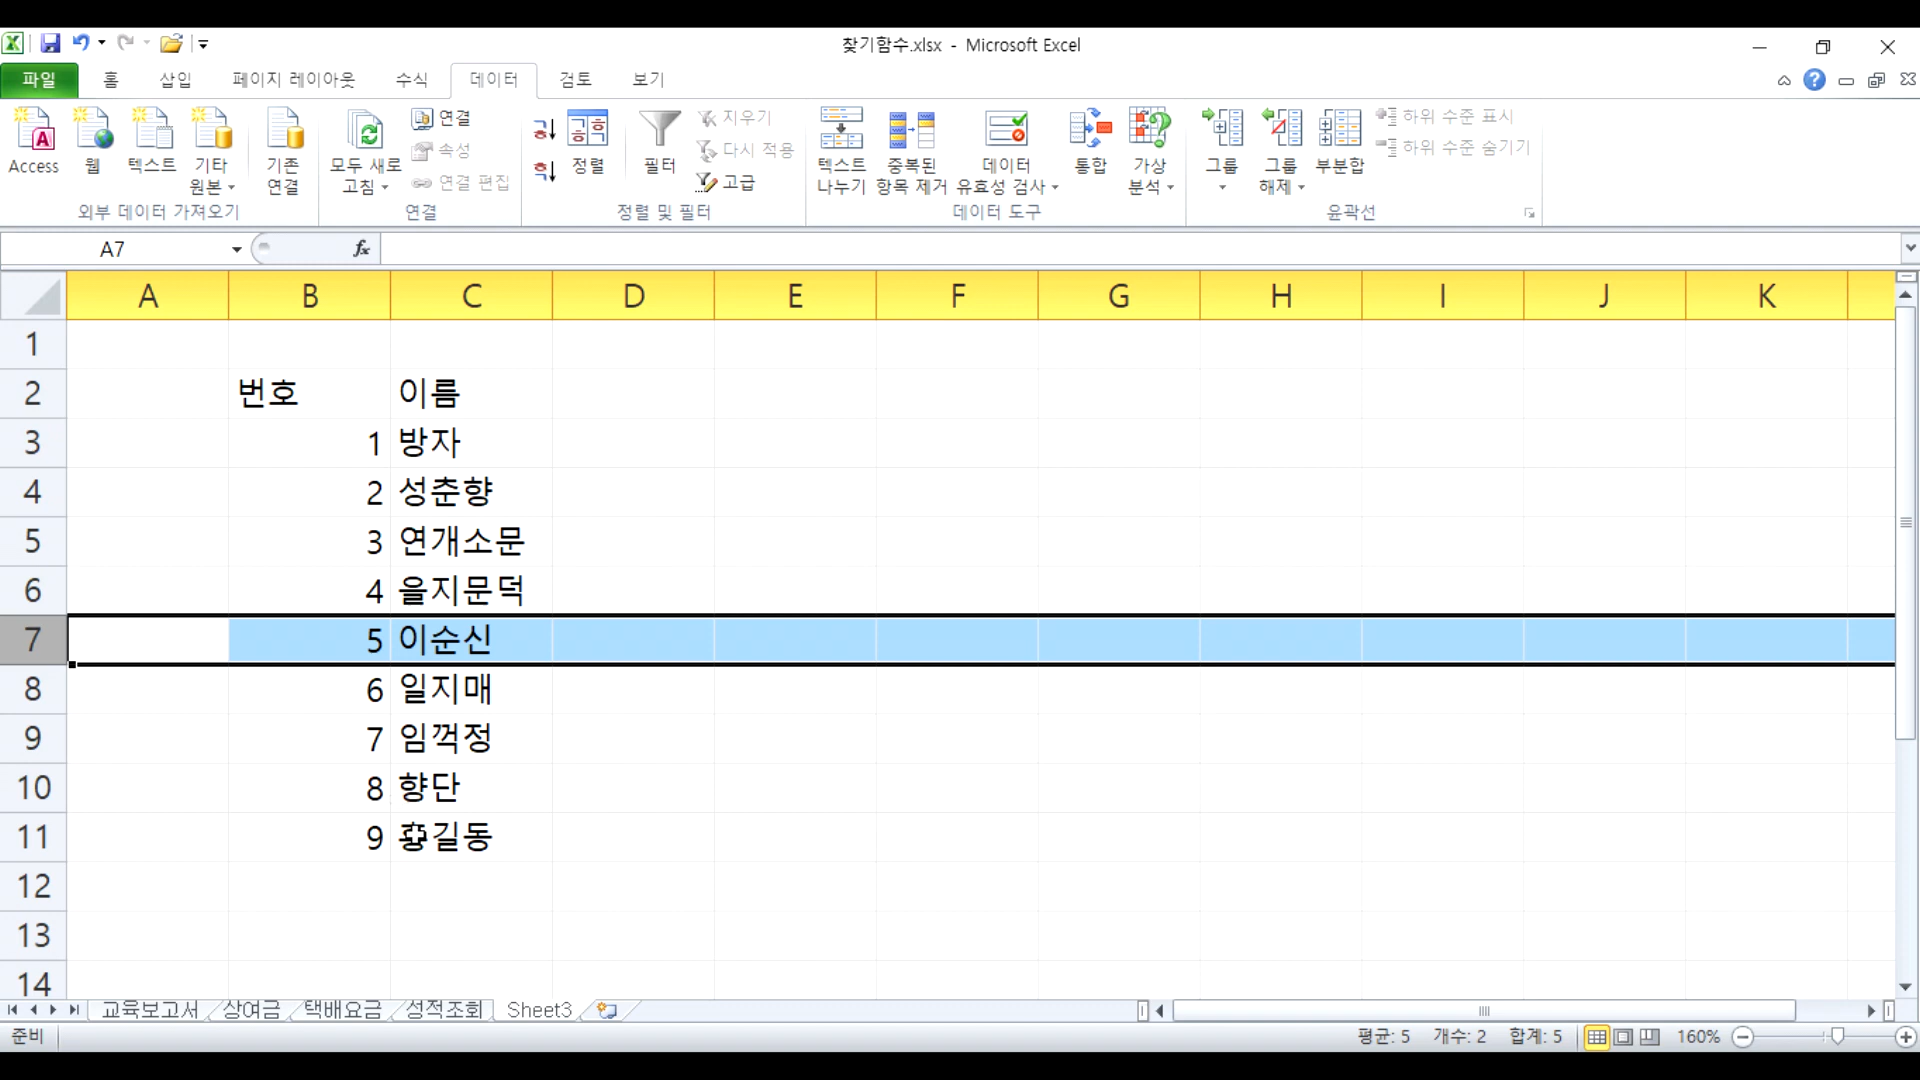 찾기함수.xlsx - Microsoft Excel
파일 홈 삽입 페이지 레이아웃 수식 데이터 검토 보기
Access 웹 텍스트 기타 원본 기존 연결 모두 새로 고침 연결 속성 연결 편집 정렬 필터 지우기 다시 적용 고급 텍스트 나누기 중복된 항목 제거 데이터 유효성 검사 통합 가상 분석 그룹 그룹 해제 부분합 하위 수준 표시 하위 수준 숨기기
외부 데이터 가져오기 연결 정렬 및 필터 데이터 도구 윤곽선
A7 fx
A B C D E F G H I J K
1
2 번호 이름
3 1 방자
4 2 성춘향
5 3 연개소문
6 4 을지문덕
7 5 이순신
8 6 일지매
9 7 임꺽정
10 8 향단
11 9 홍길동
12
13
14
교육보고서 상여금 택배요금 성적조회 Sheet3
준비 평균: 5 개수: 2 합계: 5 160%